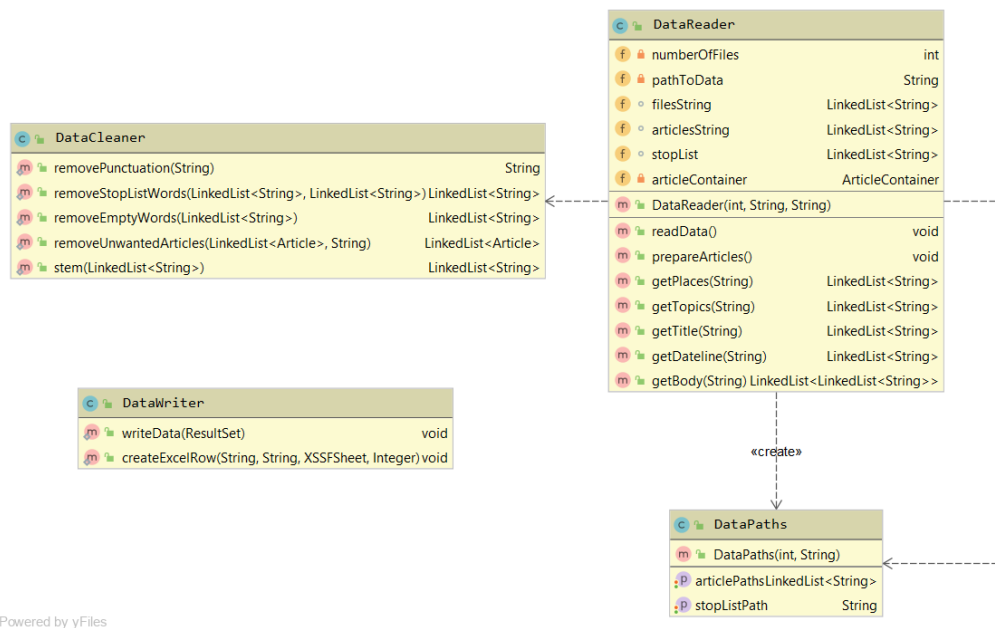 DataReader
numberOfFiles int
pathToData String
filesString LinkedList<String>
articlesString LinkedList<String>
stopList LinkedList<String>
articleContainer ArticleContainer
DataReader(int, String, String)
readData() void
prepareArticles() void
getPlaces(String) LinkedList<String>
getTopics(String) LinkedList<String>
getTitle(String) LinkedList<String>
getDateline(String) LinkedList<String>
getBody(String) LinkedList<LinkedList<String>>
DataCleaner
removePunctuation(String) String
removeStopListWords(LinkedList<String>, LinkedList<String>) LinkedList<String>
removeEmptyWords(LinkedList<String>) LinkedList<String>
removeUnwantedArticles(LinkedList<Article>, String) LinkedList<Article>
stem(LinkedList<String>) LinkedList<String>
DataWriter
writeData(ResultSet) void
createExcelRow(String, String, XSSFSheet, Integer) void
«create»
DataPaths
DataPaths(int, String)
articlePathsLinkedList<String>
stopListPath String
Powered by yFiles